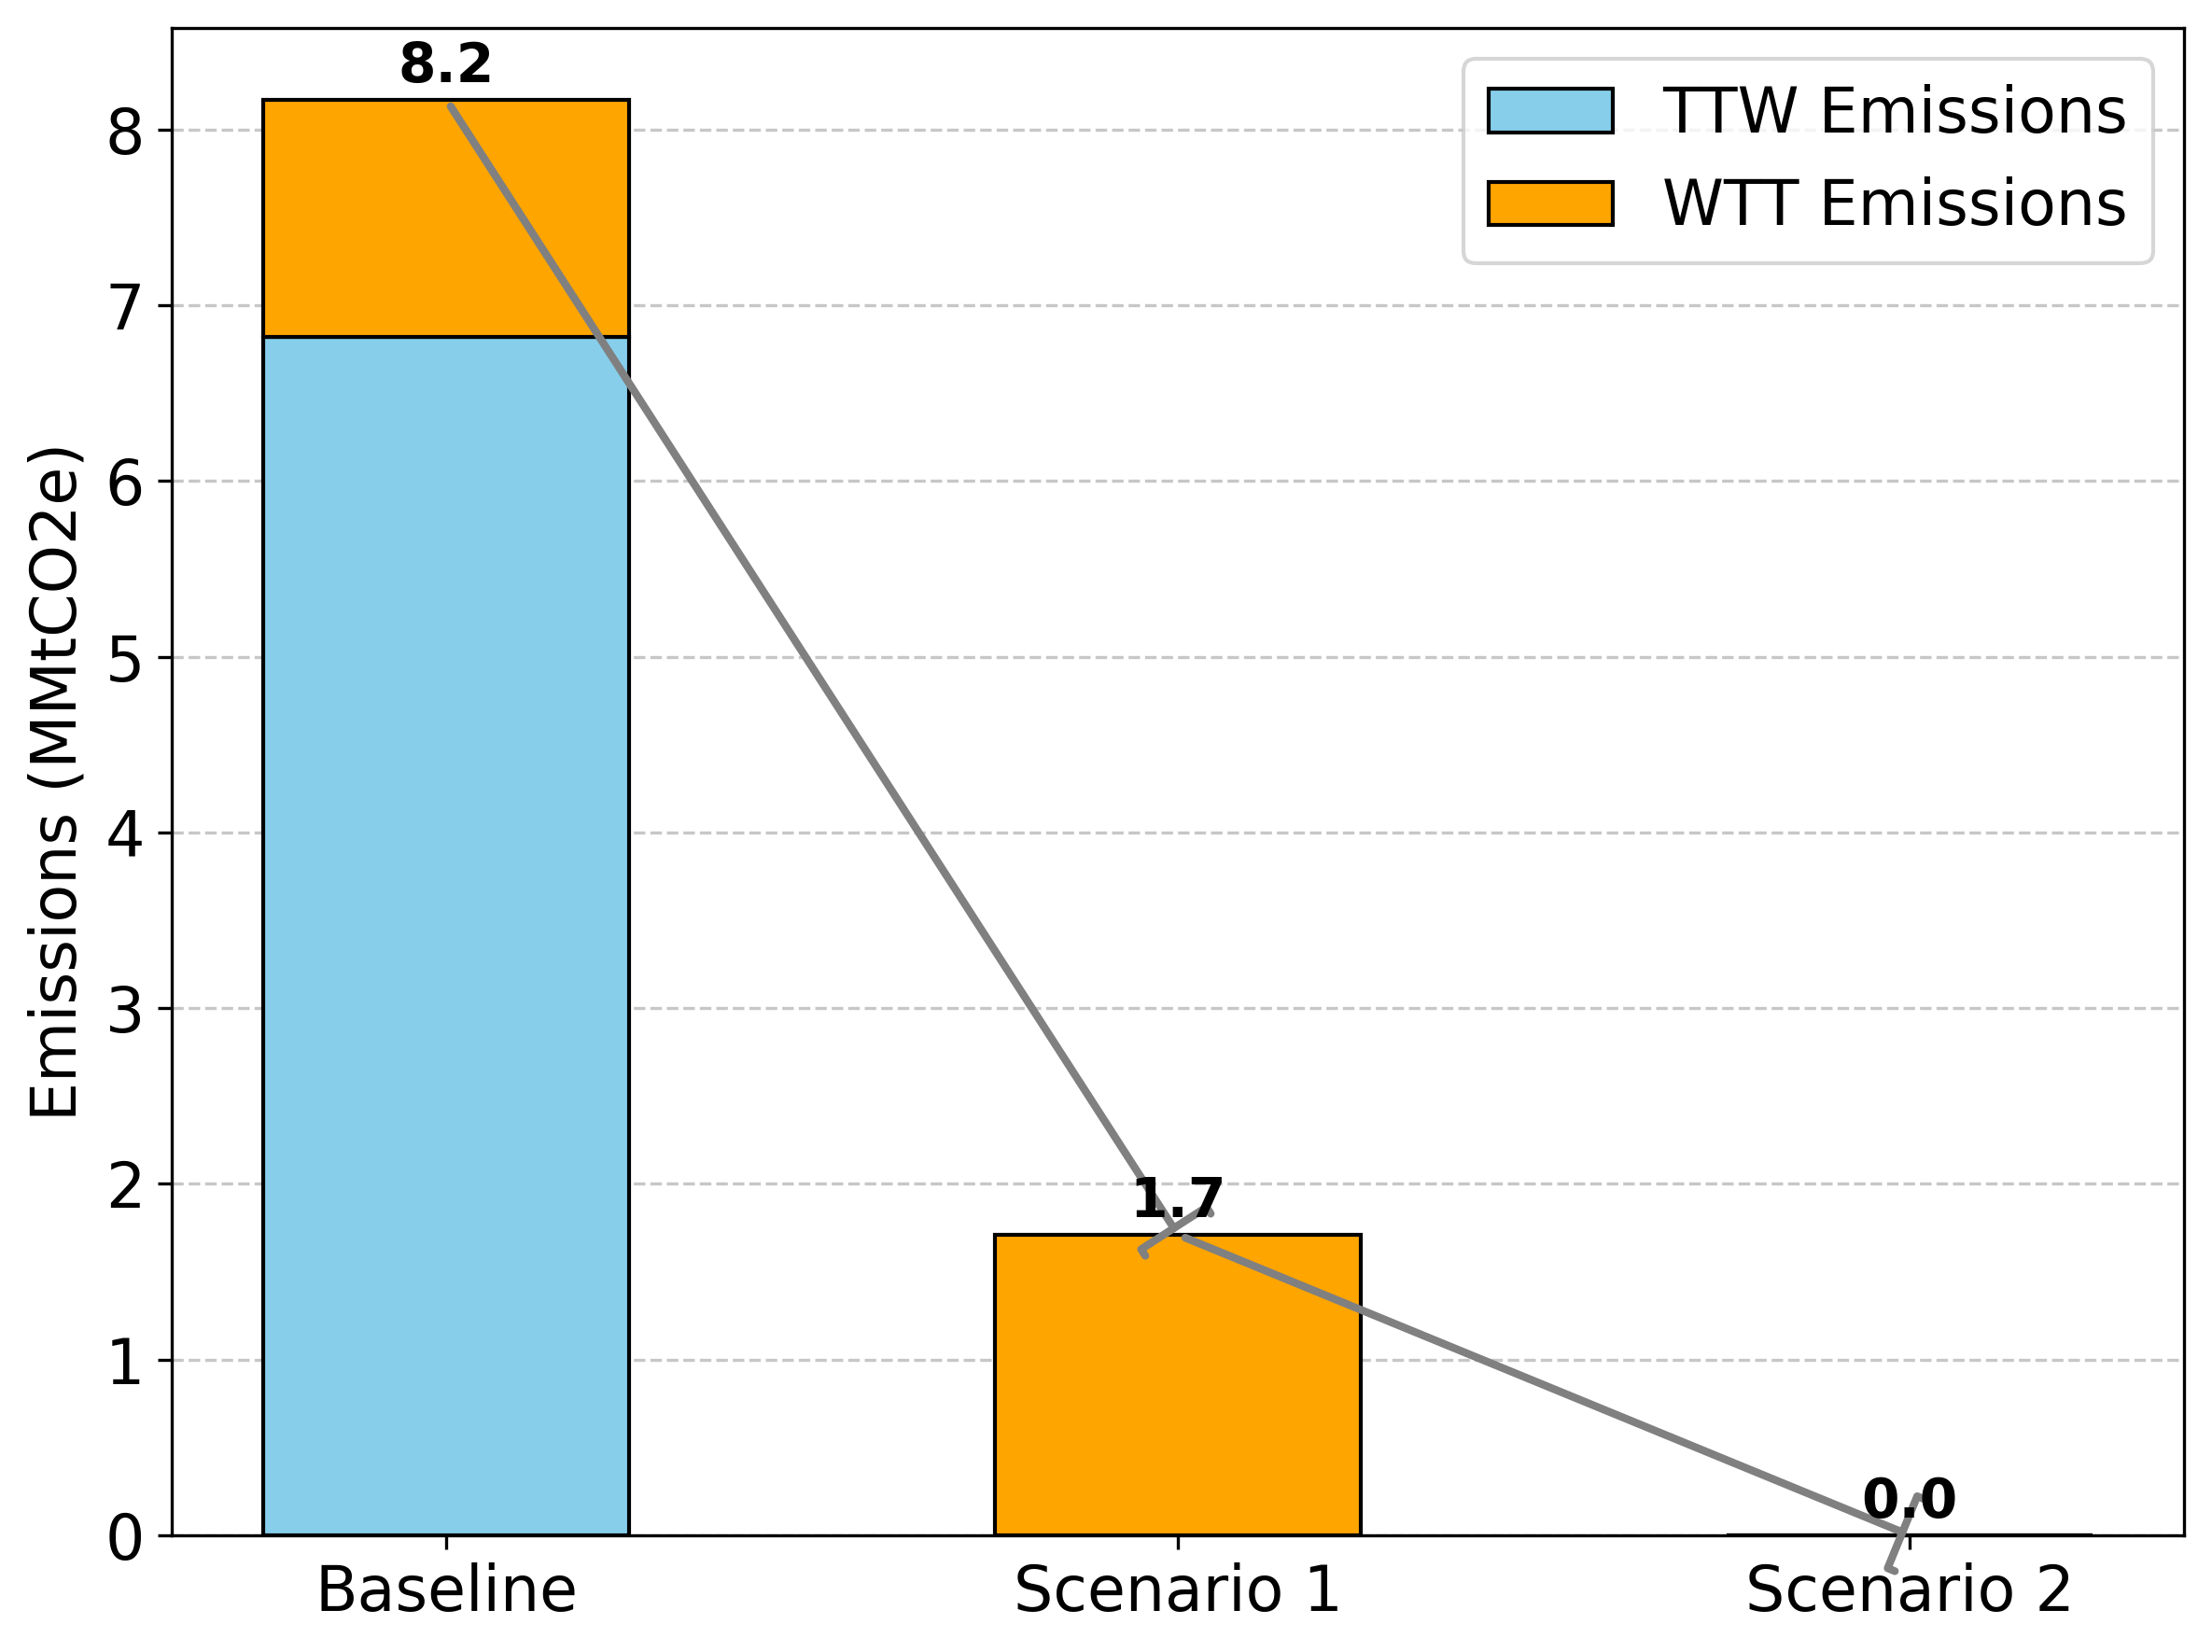 8.2
TTW Emissions
WTT Emissions
Emissions (MMtCO2e)
8
7
6
5
4
3
2
1
0
1.7
0.0
Baseline
Scenario 1
Scenario 2